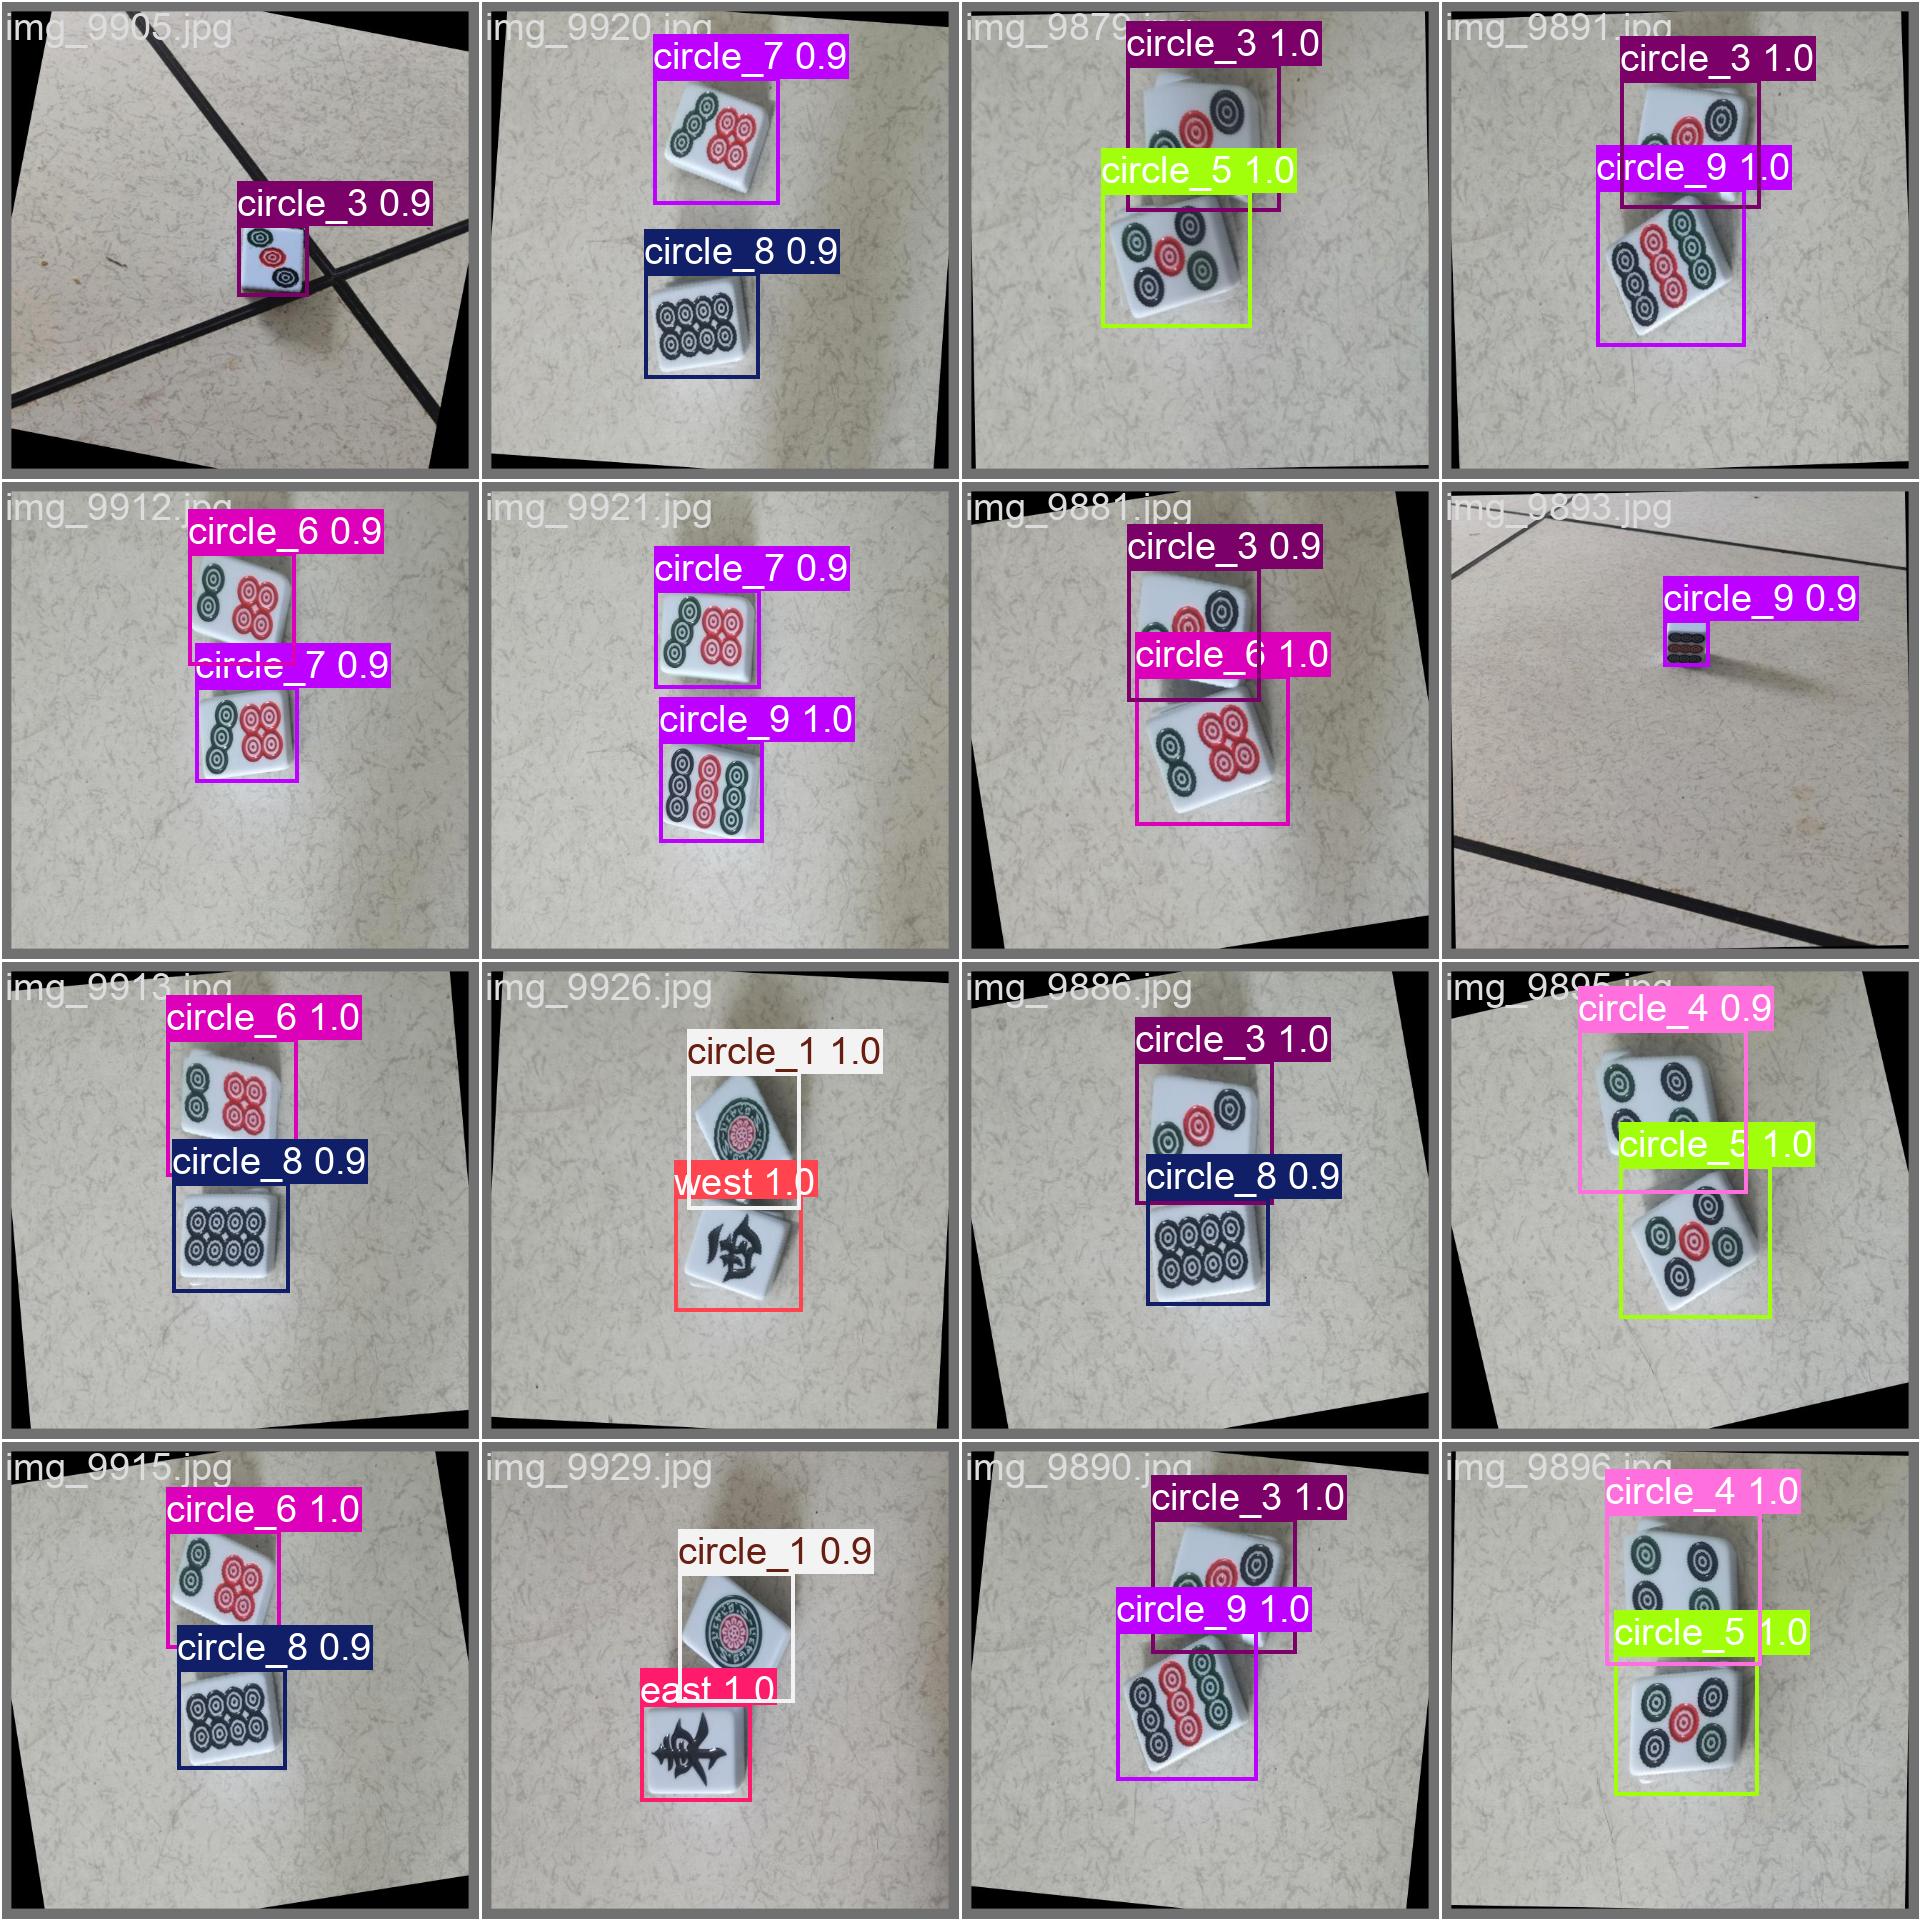 img_9905.jpg
circle_3 0.9
img_9920.jpg
circle_7 0.9
circle_8 0.9
img_9879.jpg
circle_3 1.0
circle_5 1.0
img_9891.jpg
circle_3 1.0
circle_9 1.0
img_9912.jpg
circle_6 0.9
circle_7 0.9
img_9921.jpg
circle_7 0.9
circle_9 1.0
img_9881.jpg
circle_3 0.9
circle_6 1.0
img_9893.jpg
circle_9 0.9
img_9913.jpg
circle_6 1.0
circle_8 0.9
img_9926.jpg
circle_1 1.0
west 1.0
西
img_9886.jpg
circle_3 1.0
circle_8 0.9
img_9895.jpg
circle_4 0.9
circle_5 1.0
img_9915.jpg
circle_6 1.0
circle_8 0.9
img_9929.jpg
circle_1 0.9
east 1.0
東
img_9890.jpg
circle_3 1.0
circle_9 1.0
img_9896.jpg
circle_4 1.0
circle_5 1.0